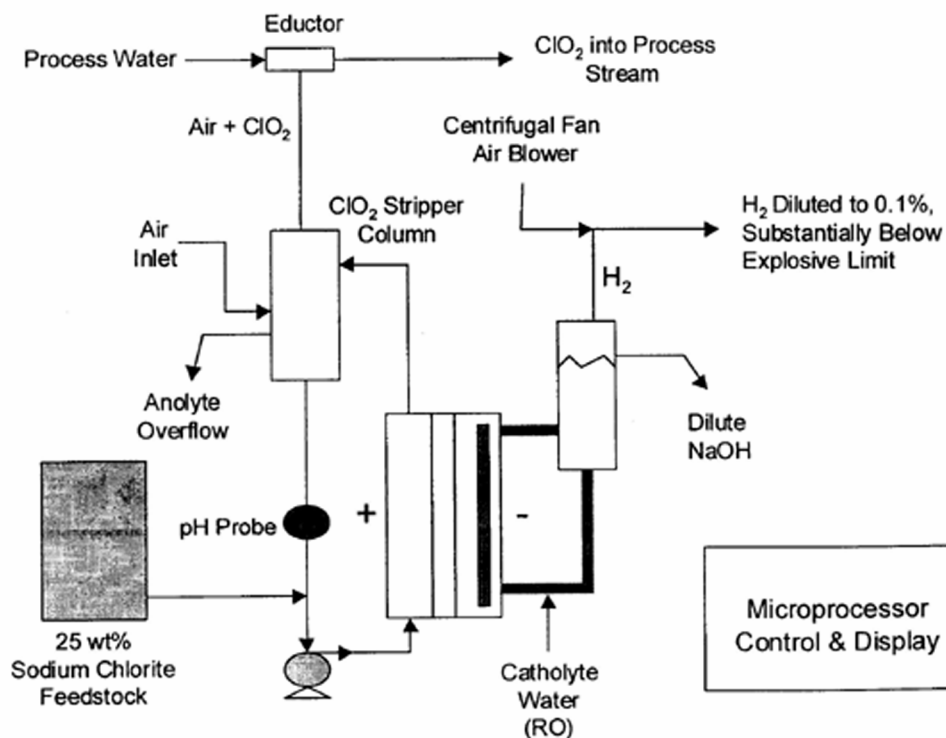 Eductor
Process Water
ClO₂ into Process
Stream
Air + ClO₂
Centrifugal Fan
Air Blower
ClO₂ Stripper
Column
H₂ Diluted to 0.1%,
Substantially Below
Explosive Limit
Air
Inlet
H₂
Anolyte
Overflow
Dilute
NaOH
pH Probe
+
-
25 wt%
Sodium Chlorite
Feedstock
Catholyte
Water
(RO)
Microprocessor
Control & Display